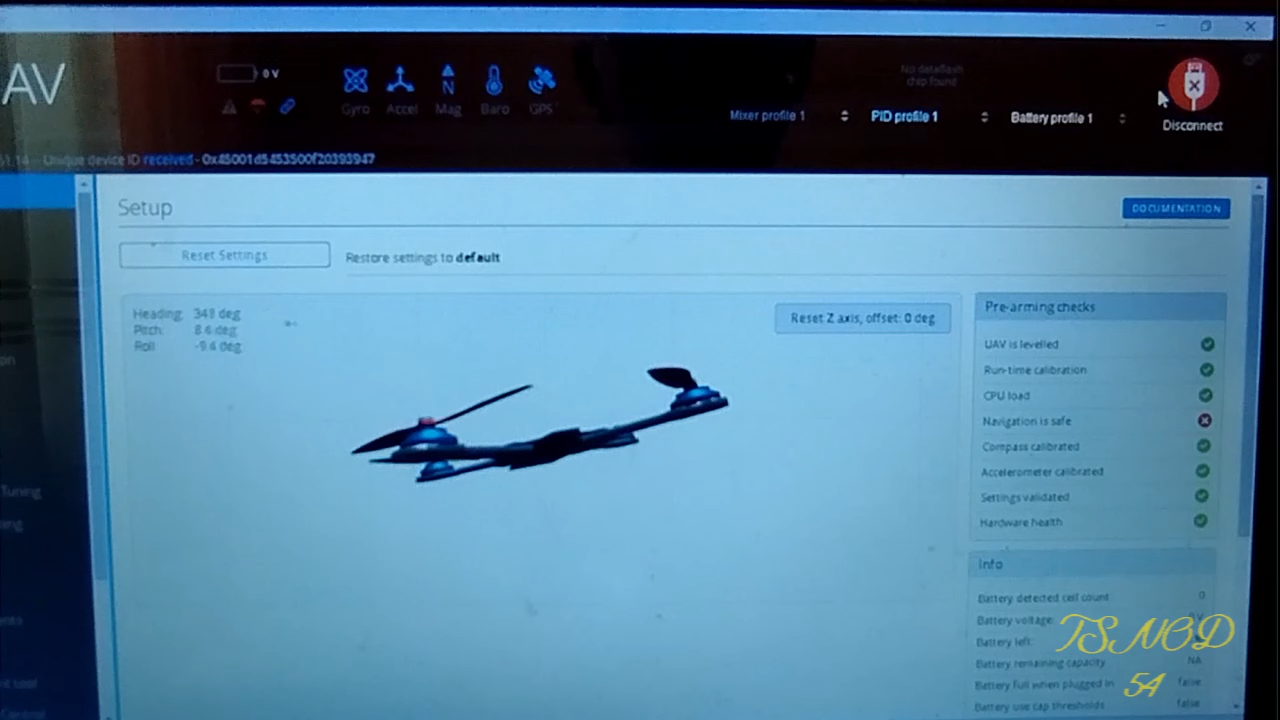 AV
0 V
Gyro Accel Mag Baro GPS
No dataflash
chip found
Mixer profile 1 PID profile 1 Battery profile 1
Disconnect
Unique device ID received - 0x45001d5453500f20393947
Setup
DOCUMENTATION
Reset Settings
Restore settings to default
Heading: 348 deg
Pitch: 8.6 deg
Roll: -9.6 deg
Reset Z axis, offset: 0 deg
Pre-arming checks
UAV is levelled
Run-time calibration
CPU load
Navigation is safe
Compass calibrated
Accelerometer calibrated
Settings validated
Hardware health
Info
Battery detected cell count 0
Battery voltage:
Battery left:
Battery remaining capacity NA
Battery full when plugged in false
Battery use cap thresholds false
Tuning
TSNOD
54